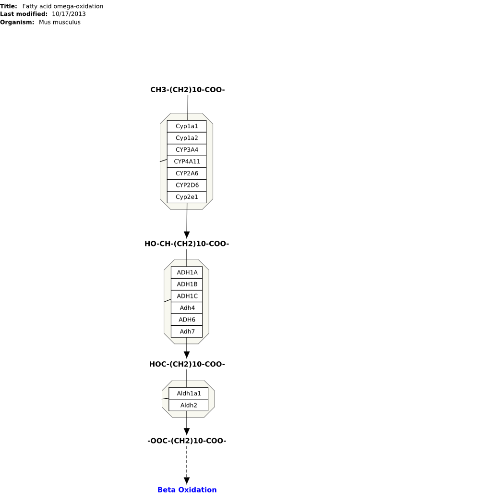 Title: Fatty acid omega-oxidation
Last modified: 10/17/2013
Organism: Mus musculus
CH3-(CH2)10-COO-
Cyp1a1
Cyp1a2
CYP3A4
CYP4A11
CYP2A6
CYP2D6
Cyp2e1
HO-CH-(CH2)10-COO-
ADH1A
ADH1B
ADH1C
Adh4
ADH6
Adh7
HOC-(CH2)10-COO-
Aldh1a1
Aldh2
-OOC-(CH2)10-COO-
Beta Oxidation